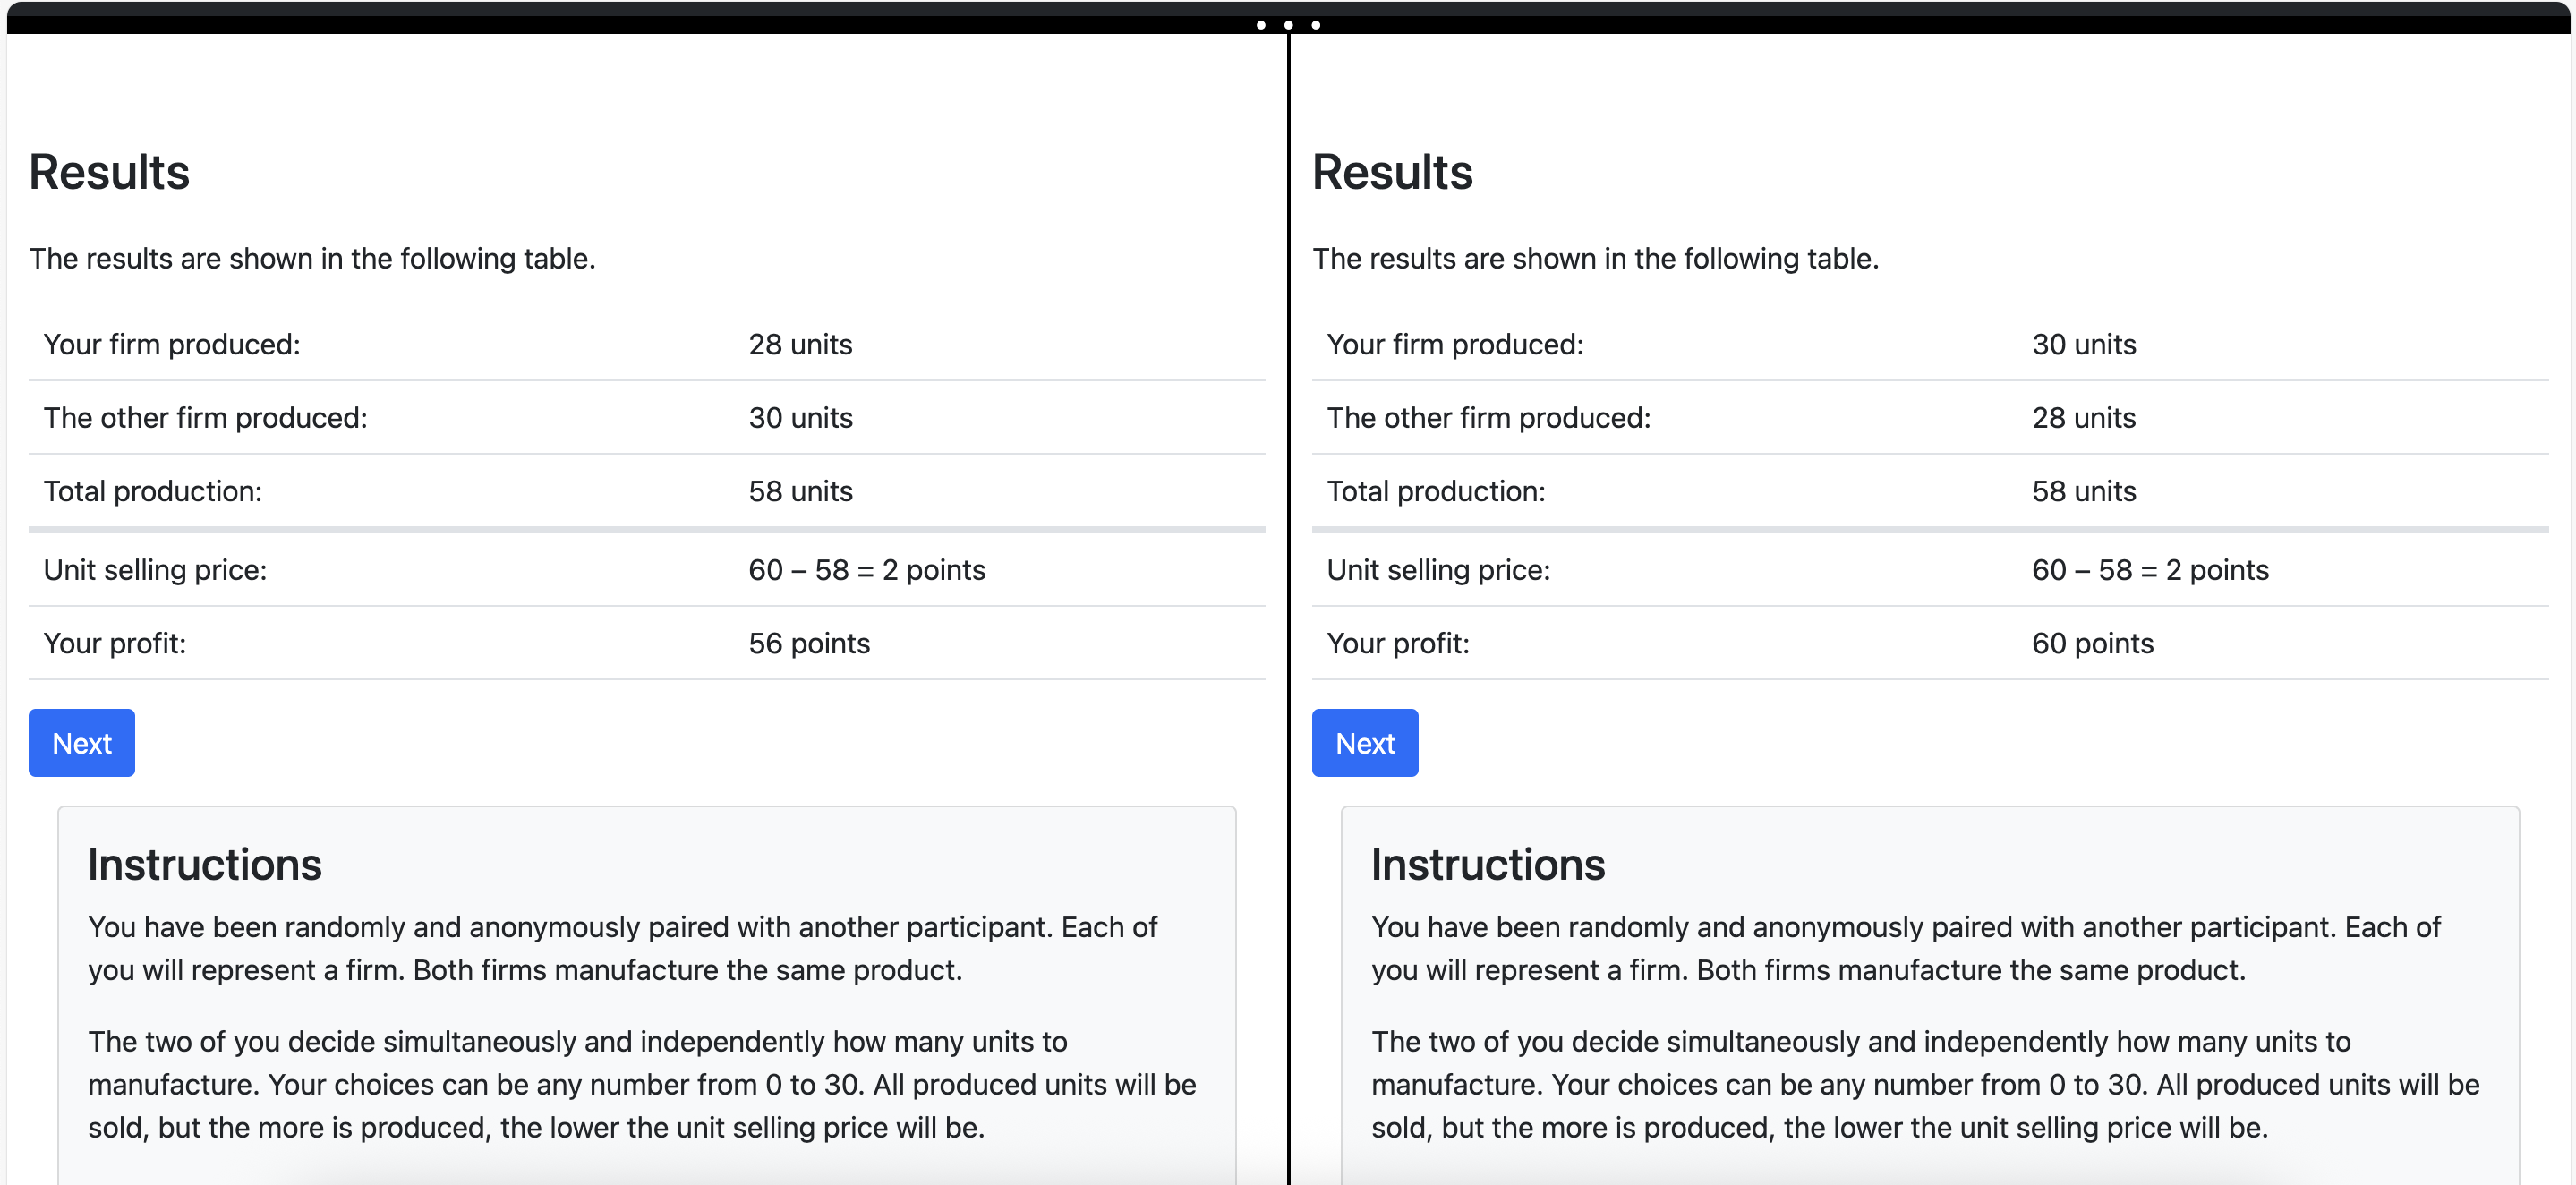 Results
The results are shown in the following table.
Your firm produced: 28 units
The other firm produced: 30 units
Total production: 58 units
Unit selling price: 60 – 58 = 2 points
Your profit: 56 points
Next
Instructions
You have been randomly and anonymously paired with another participant. Each of
you will represent a firm. Both firms manufacture the same product.
The two of you decide simultaneously and independently how many units to
manufacture. Your choices can be any number from 0 to 30. All produced units will be
sold, but the more is produced, the lower the unit selling price will be.
Results
The results are shown in the following table.
Your firm produced: 30 units
The other firm produced: 28 units
Total production: 58 units
Unit selling price: 60 – 58 = 2 points
Your profit: 60 points
Next
Instructions
You have been randomly and anonymously paired with another participant. Each of
you will represent a firm. Both firms manufacture the same product.
The two of you decide simultaneously and independently how many units to
manufacture. Your choices can be any number from 0 to 30. All produced units will be
sold, but the more is produced, the lower the unit selling price will be.